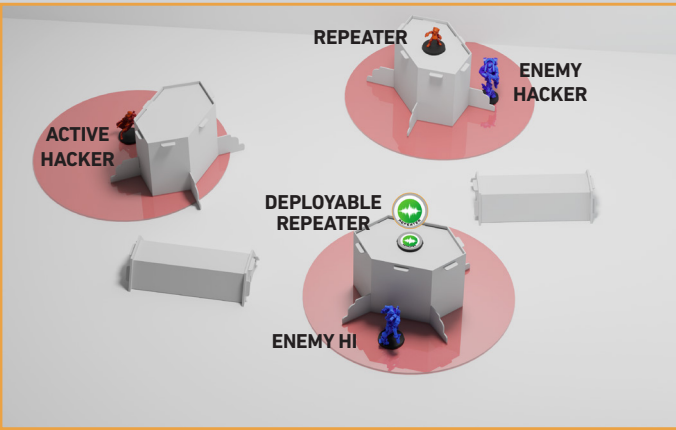 REPEATER
ENEMY
HACKER
ACTIVE
HACKER
DEPLOYABLE
REPEATER
ENEMY HI